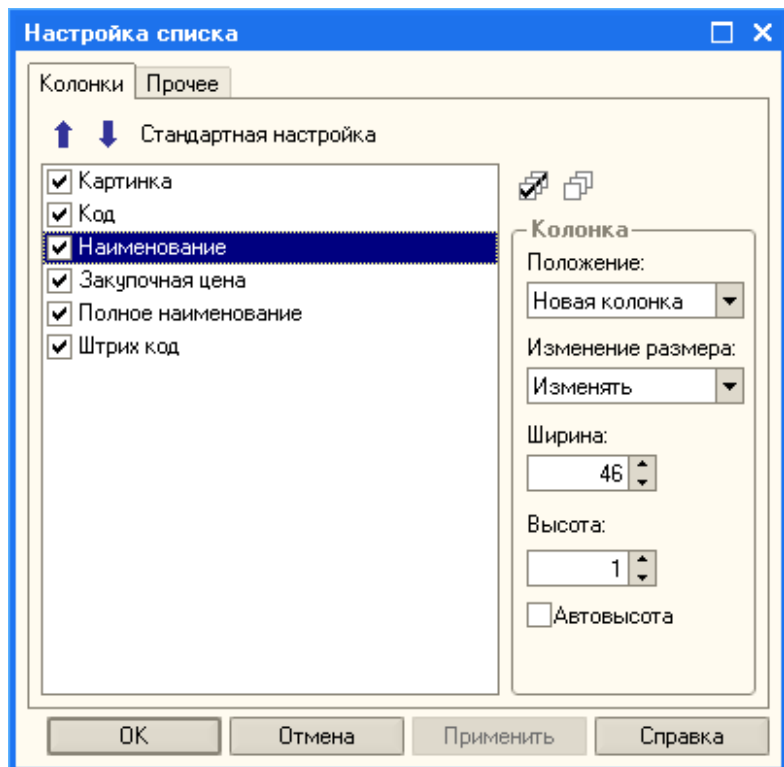 Настройка списка
Колонки Прочее
Стандартная настройка
Картинка
Код
Наименование
Закупочная цена
Полное наименование
Штрих код
Колонка
Положение:
Новая колонка
Изменение размера:
Изменять
Ширина:
46
Высота:
1
Автовысота
OK Отмена Применить Справка